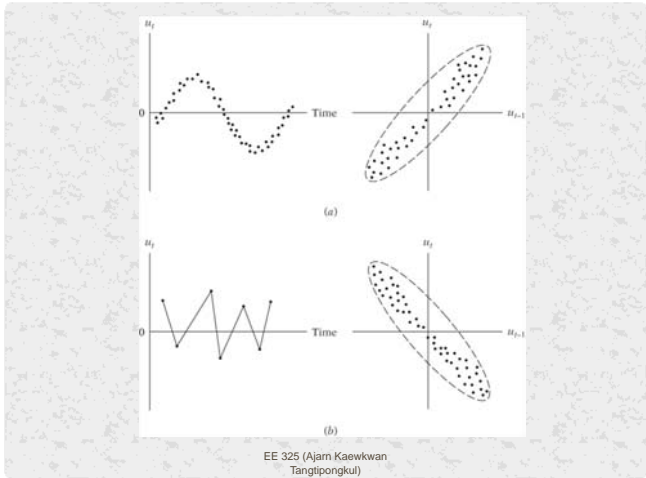 u_t
u_t
0
Time
u_{t–1}
(a)
u_t
u_t
0
Time
u_{t–1}
(b)
EE 325 (Ajarn Kaewkwan
Tangtipongkul)